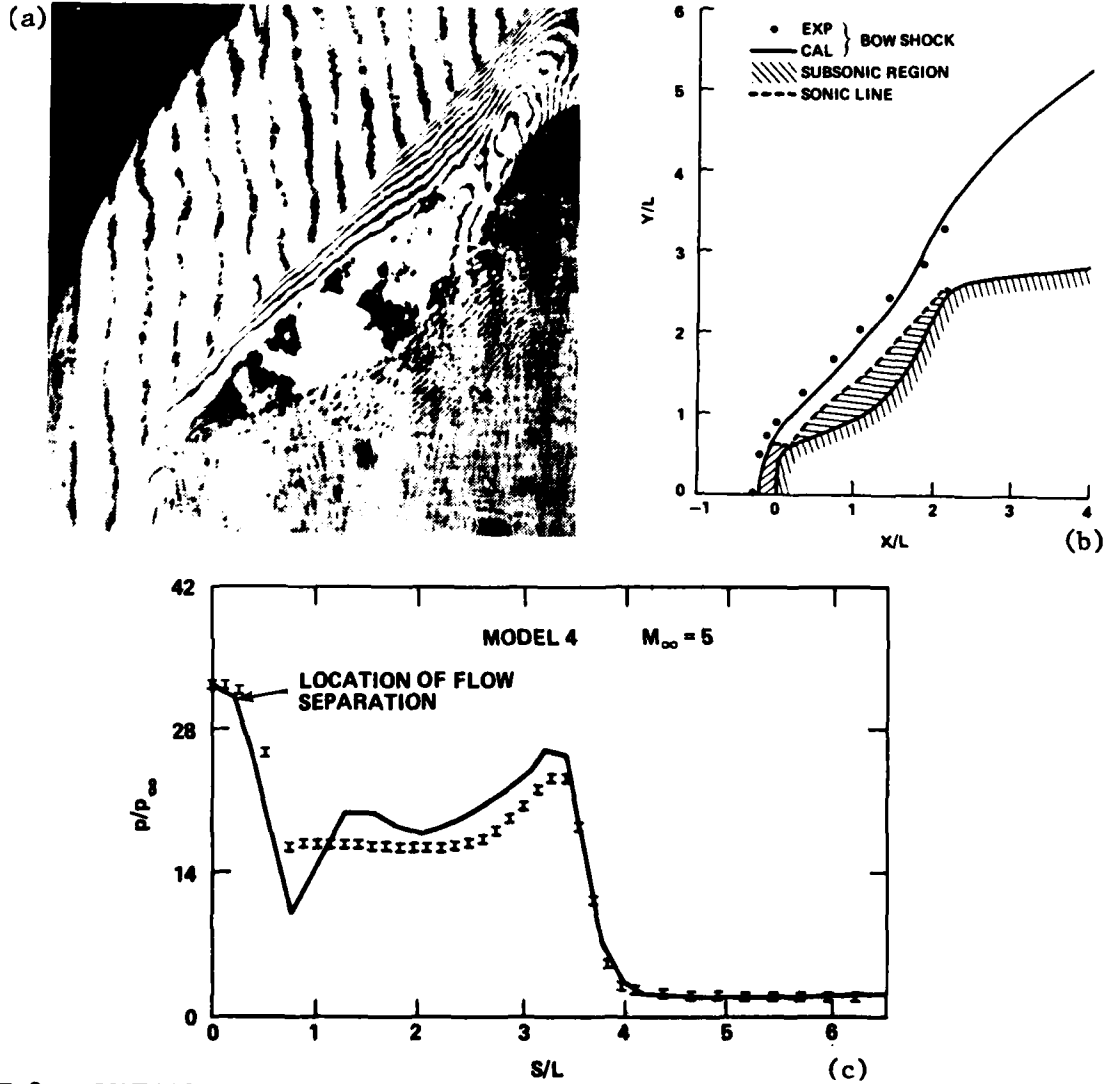 (a)
EXP
CAL
BOW SHOCK
SUBSONIC REGION
SONIC LINE
6
5
4
3
2
1
0
Y/L
-1 0 1 2 3 4
X/L
(b)
42
28
14
0
p/p∞
MODEL 4 M∞ = 5
LOCATION OF FLOW
SEPARATION
0 1 2 3 4 5 6
S/L
(c)